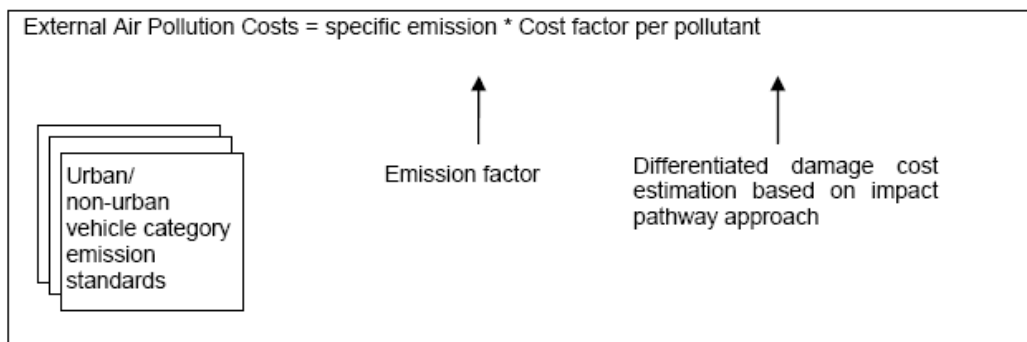 External Air Pollution Costs = specific emission * Cost factor per pollutant
Urban/
non-urban
vehicle category
emission
standards
Emission factor
Differentiated damage cost
estimation based on impact
pathway approach